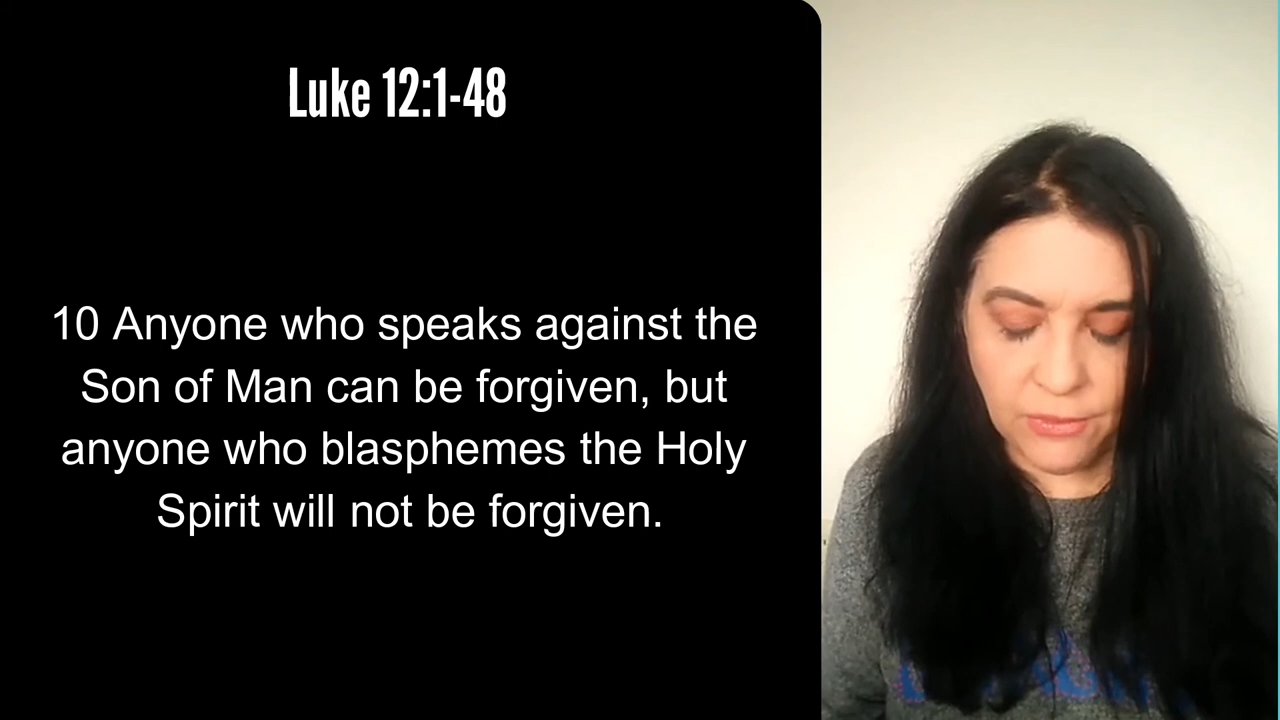 Luke 12:1-48
10 Anyone who speaks against the
Son of Man can be forgiven, but
anyone who blasphemes the Holy
Spirit will not be forgiven.